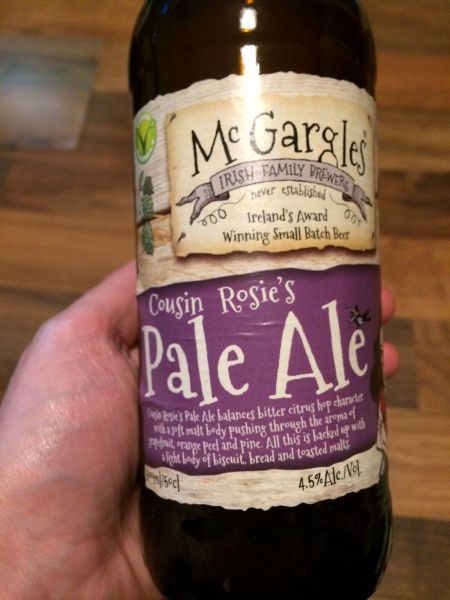 McGargles
IRISH FAMILY BREWERS
never established
Ireland's Award
Winning Small Batch Beer
Cousin Rosie's
Pale Ale
Cousin Rosie's Pale Ale balances bitter citrus hop character
with a soft malt body pushing through the aroma of
grapefruit, orange peel and pine. All this is backed up with
a light body of biscuit, bread and toasted malts
500ml/50cl
4.5% Alc./Vol.